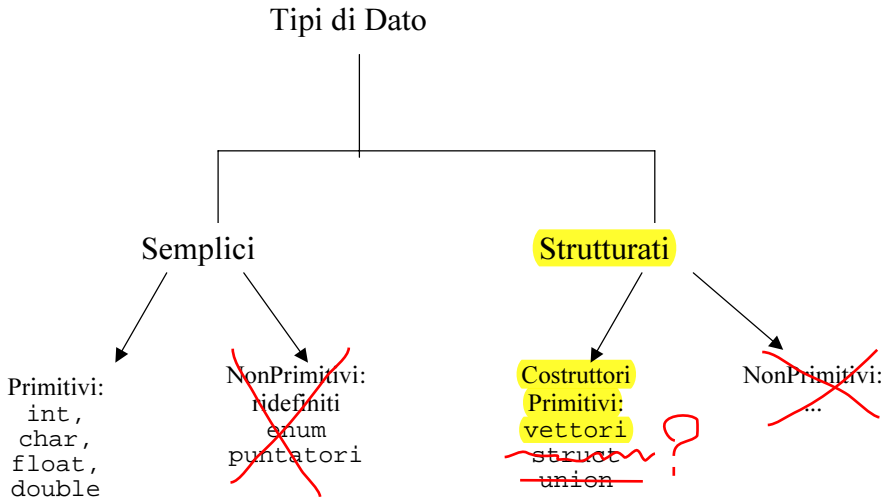 Tipi di Dato
Semplici
Strutturati
Primitivi:
int,
char,
float,
double
NonPrimitivi:
ridefiniti
enum
puntatori
Costruttori
Primitivi:
vettori
struct
union
?
NonPrimitivi:
...